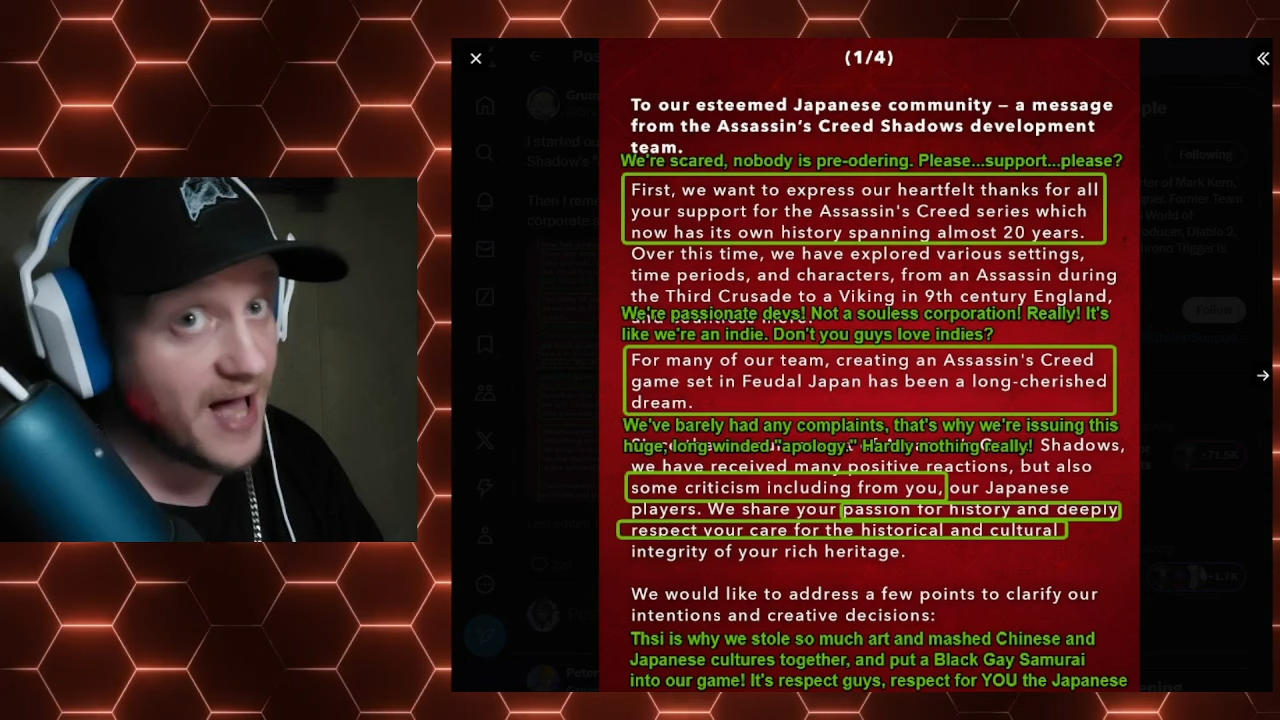 (1/4)
To our esteemed Japanese community – a message
from the Assassin's Creed Shadows development
team.
We're scared, nobody is pre-odering. Please...support...please?
First, we want to express our heartfelt thanks for all
your support for the Assassin's Creed series which
now has its own history spanning almost 20 years.
Over this time, we have explored various settings,
time periods, and characters, from an Assassin during
the Third Crusade to a Viking in 9th century England,
We're passionate devs! Not a souless corporation! Really! It's
like we're an indie. Don't you guys love indies?
For many of our team, creating an Assassin's Creed
game set in Feudal Japan has been a long-cherished
dream.
We've barely had any complaints, that's why we're issuing this
huge, long winded "apology." Hardly nothing really!
Shadows,
we have received many positive reactions, but also
some criticism including from you, our Japanese
players. We share your passion for history and deeply
respect your care for the historical and cultural
integrity of your rich heritage.
We would like to address a few points to clarify our
intentions and creative decisions:
Thsi is why we stole so much art and mashed Chinese and
Japanese cultures together, and put a Black Gay Samurai
into our game! It's respect guys, respect for YOU the Japanese
Following
Follow